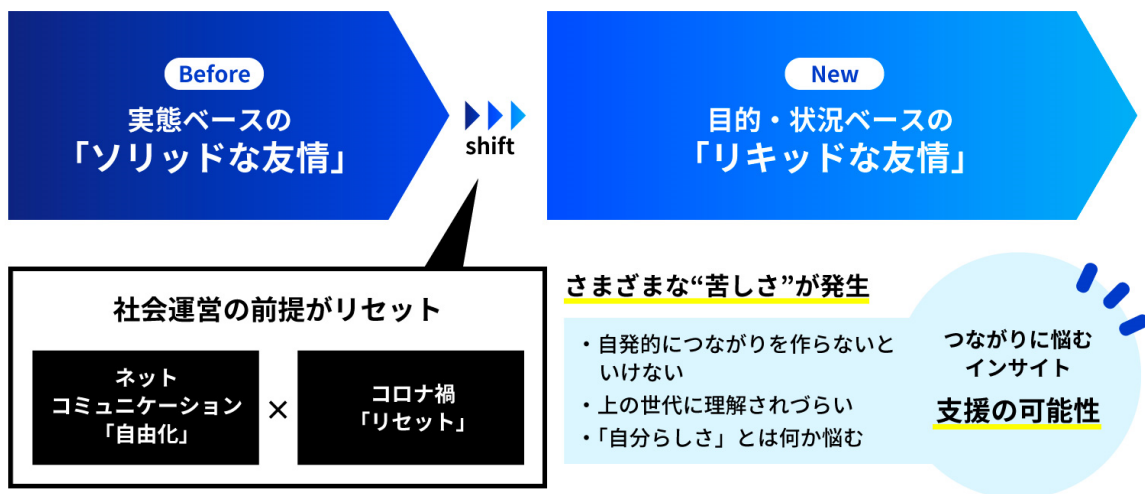 Before
実態ベースの
「ソリッドな友情」
shift
New
目的・状況ベースの
「リキッドな友情」
社会運営の前提がリセット
ネット
コミュニケーション
「自由化」
×
コロナ禍
「リセット」
さまざまな“苦しさ”が発生
・自発的につながりを作らないと
いけない
・上の世代に理解されづらい
・「自分らしさ」とは何か悩む
つながりに悩む
インサイト
支援の可能性